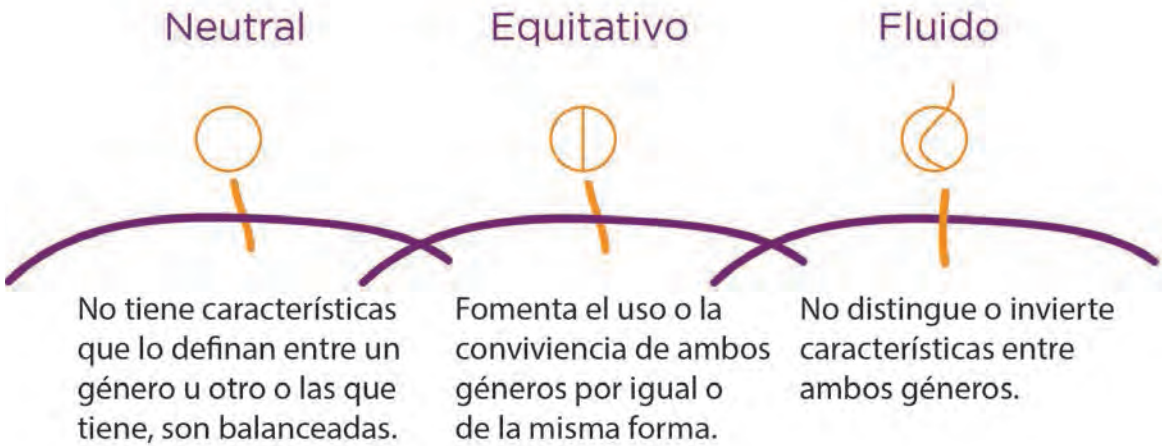 Neutral
Equitativo
Fluido
No tiene características
que lo definan entre un
género u otro o las que
tiene, son balanceadas.
Fomenta el uso o la
conviviencia de ambos
géneros por igual o
de la misma forma.
No distingue o invierte
características entre
ambos géneros.